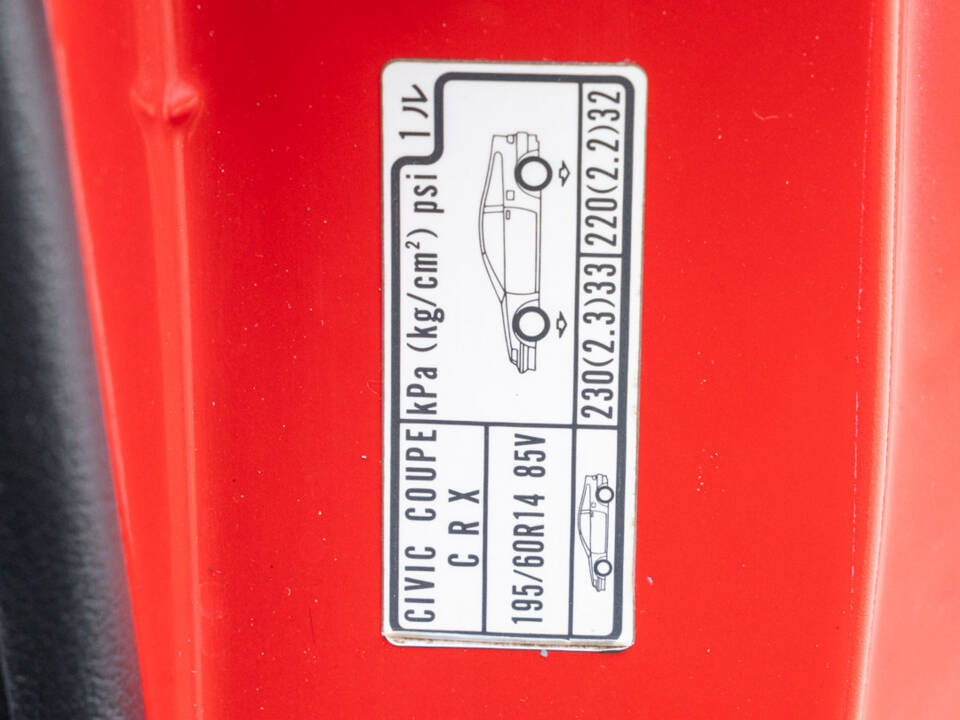 CIVIC COUPE
CRX
kPa (kg/cm²) psi
1ル
195/60R14 85V
230(2.3)33
220(2.2)32